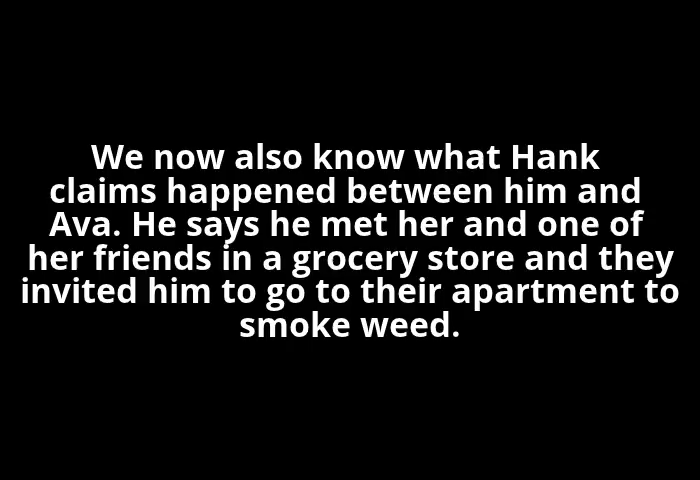 We now also know what Hank
claims happened between him and
Ava. He says he met her and one of
her friends in a grocery store and they
invited him to go to their apartment to
smoke weed.